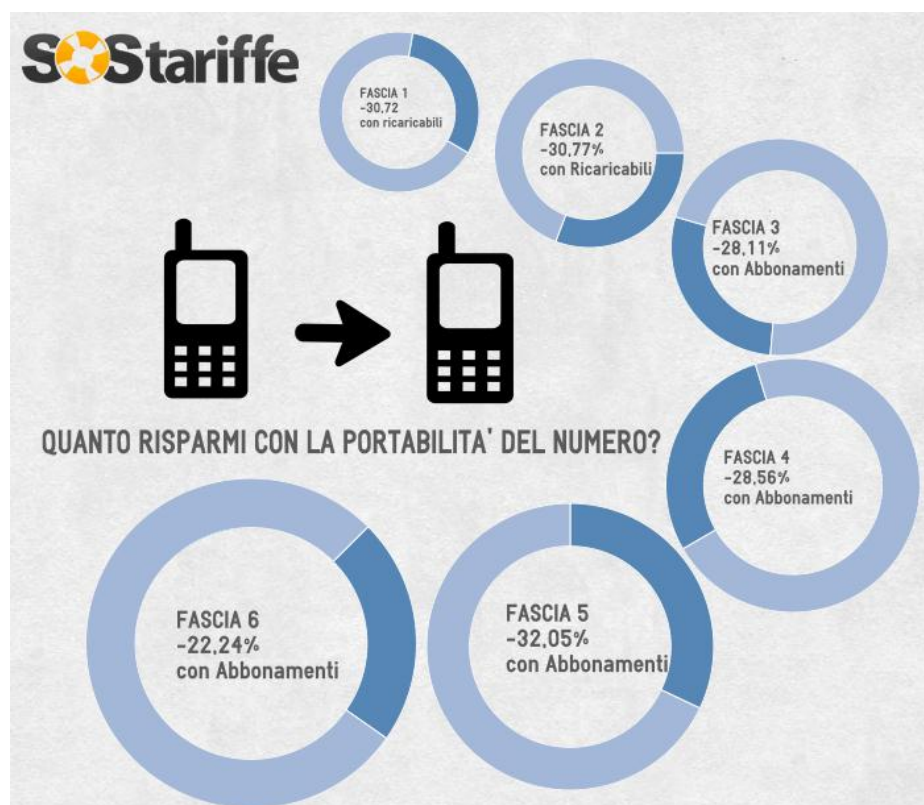 SOStariffe
FASCIA 1
-30,72
con ricaricabili
FASCIA 2
-30,77%
con Ricaricabili
FASCIA 3
-28,11%
con Abbonamenti
QUANTO RISPARMI CON LA PORTABILITA' DEL NUMERO?
FASCIA 4
-28,56%
con Abbonamenti
FASCIA 5
-32,05%
con Abbonamenti
FASCIA 6
-22,24%
con Abbonamenti